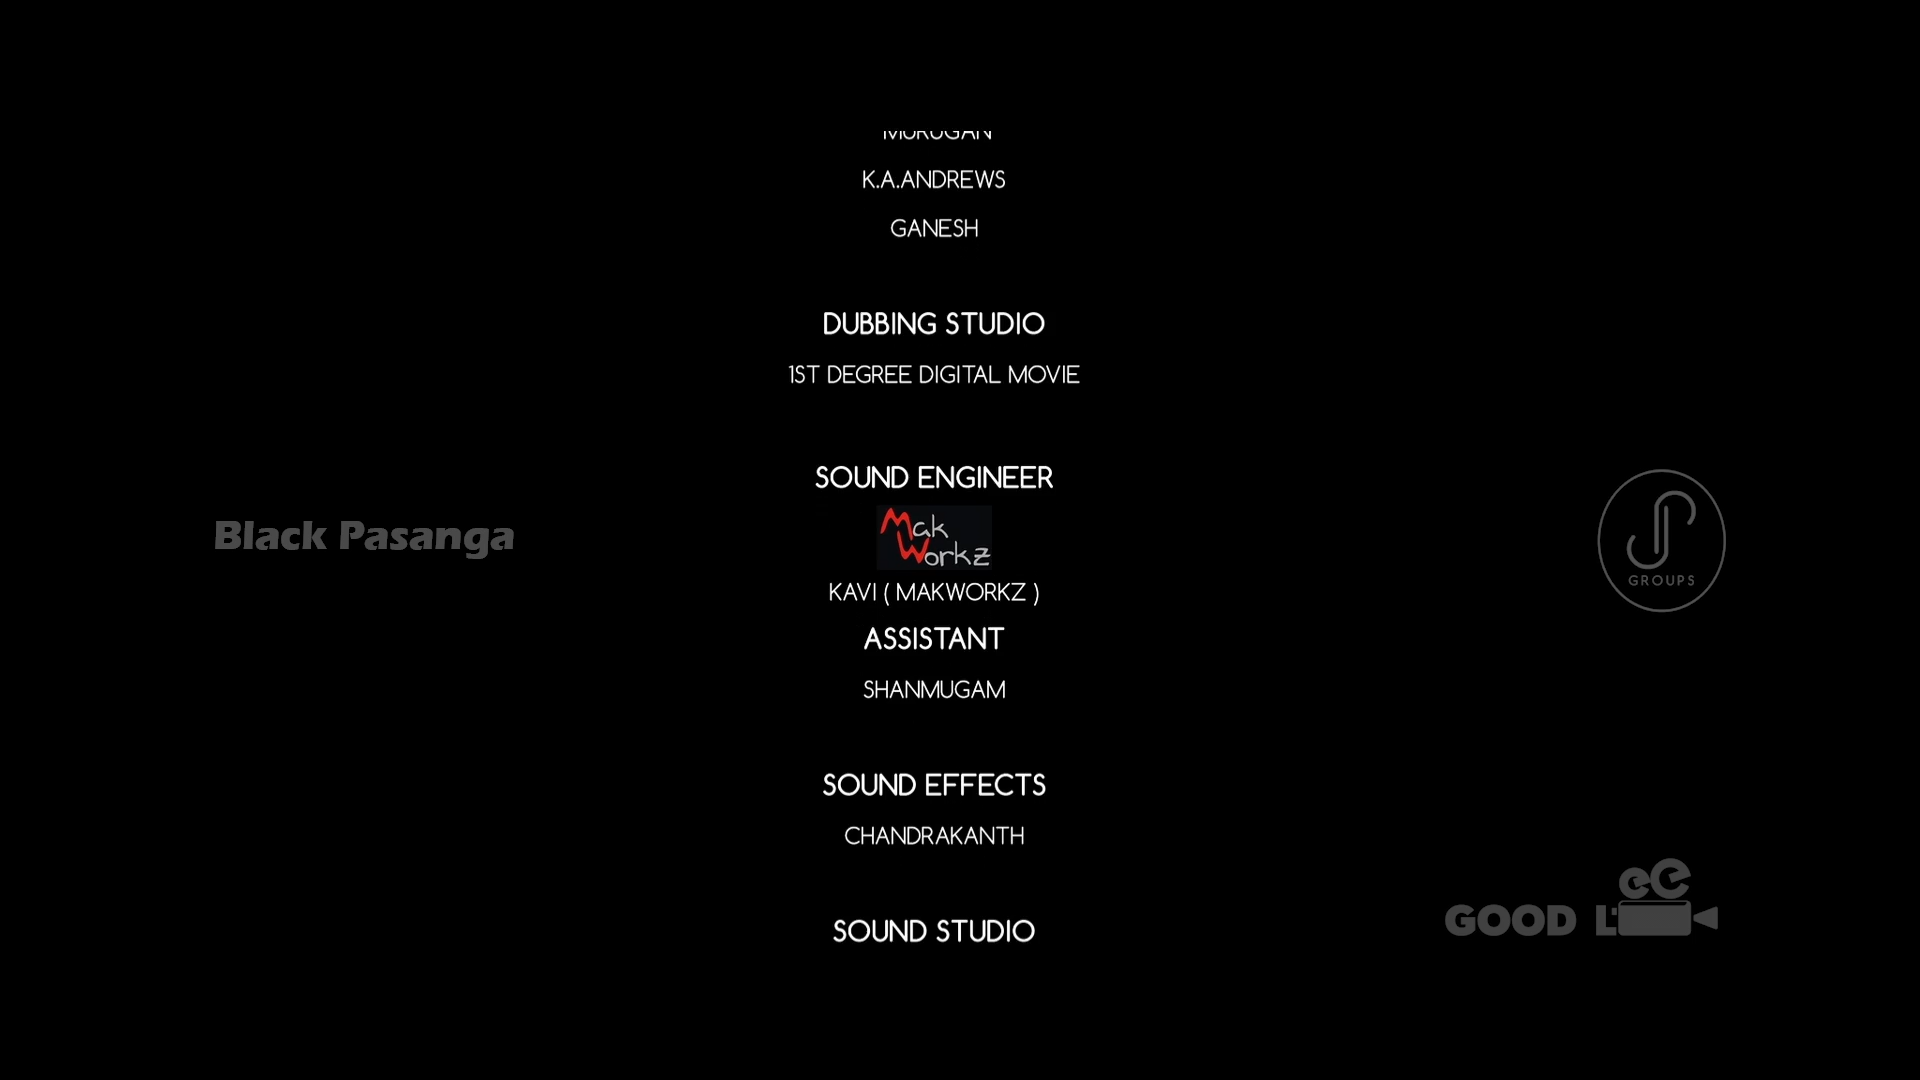 MURUGAN
K.A.ANDREWS
GANESH
DUBBING STUDIO
1ST DEGREE DIGITAL MOVIE
SOUND ENGINEER
Mak
Workz
KAVI ( MAKWORKZ )
ASSISTANT
SHANMUGAM
SOUND EFFECTS
CHANDRAKANTH
SOUND STUDIO
Black Pasanga
GROUPS
GOOD L